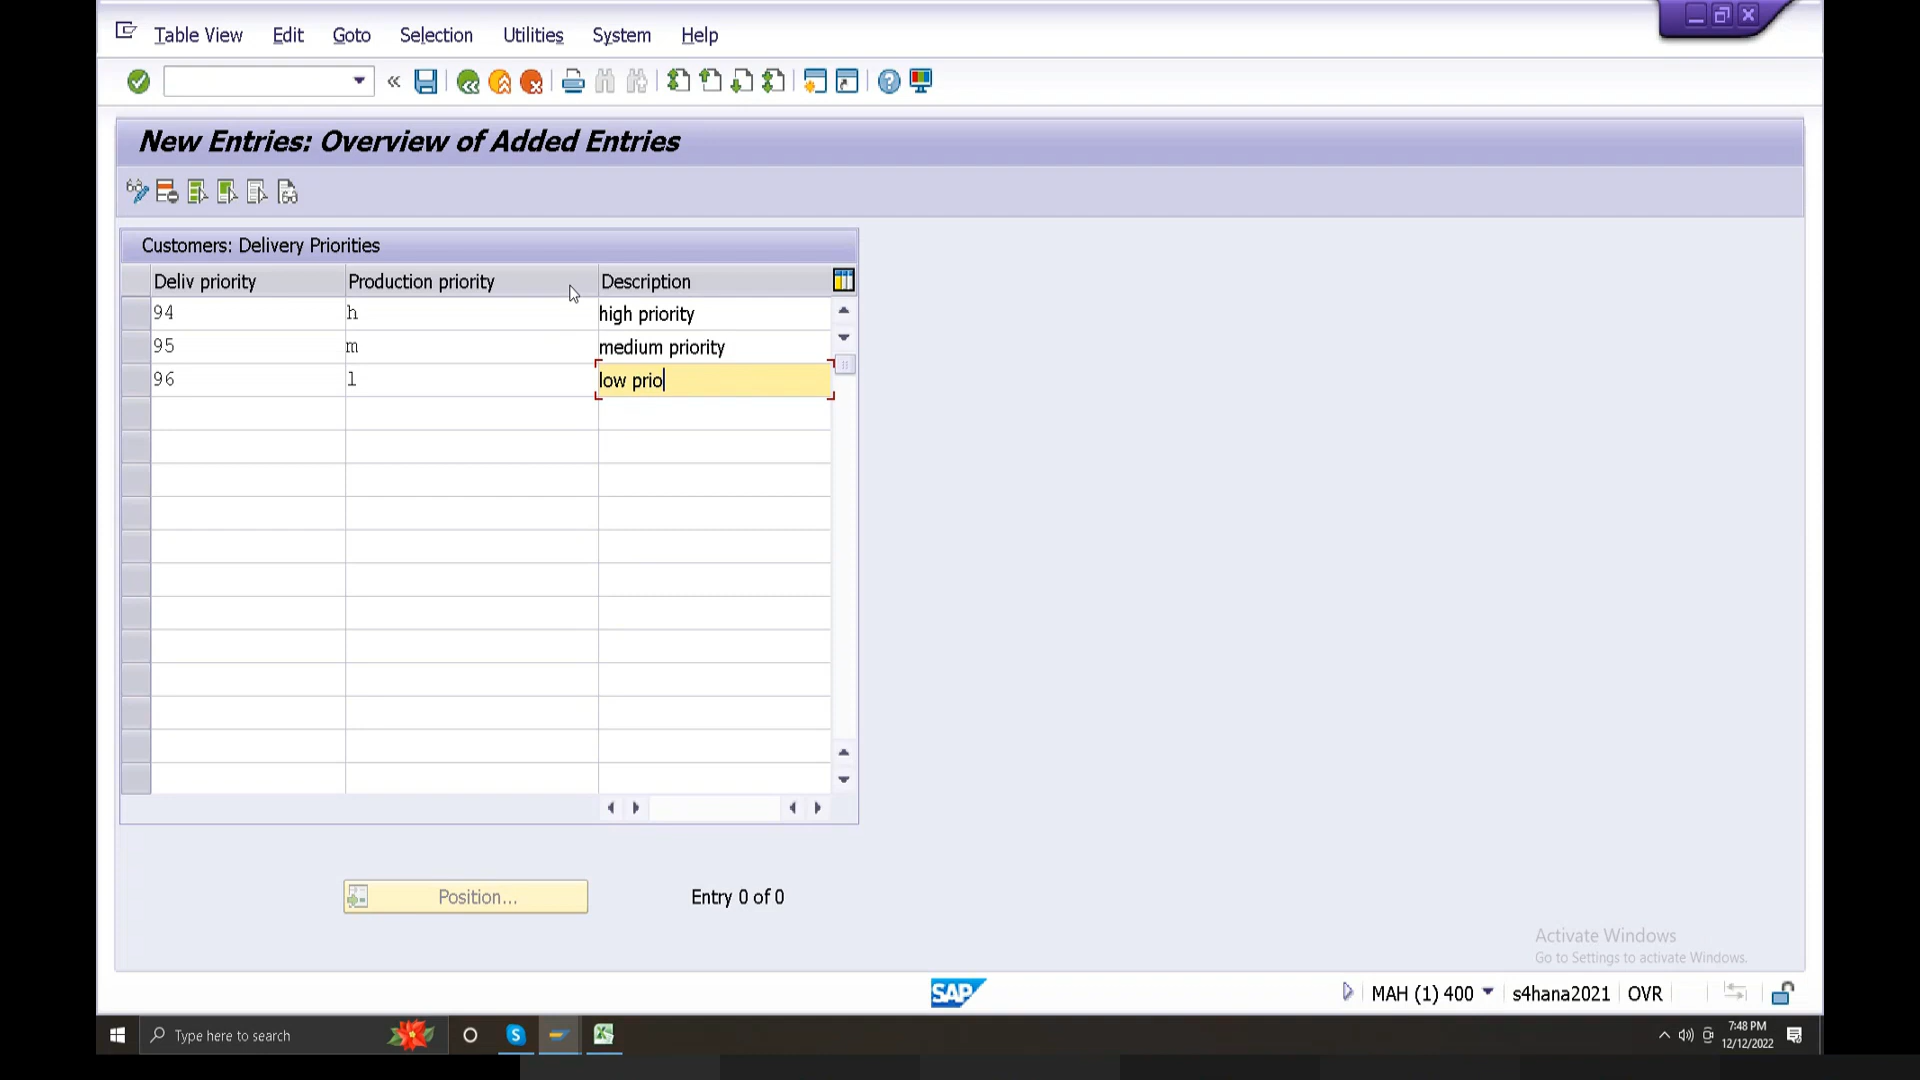 Table View Edit Goto Selection Utilities System Help
New Entries: Overview of Added Entries
Customers: Delivery Priorities
Deliv priority Production priority Description
94 h high priority
95 m medium priority
96 l low prio
Position... Entry 0 of 0
Activate Windows
Go to Settings to activate Windows.
SAP MAH (1) 400 s4hana2021 OVR
Type here to search
7:48 PM
12/12/2022